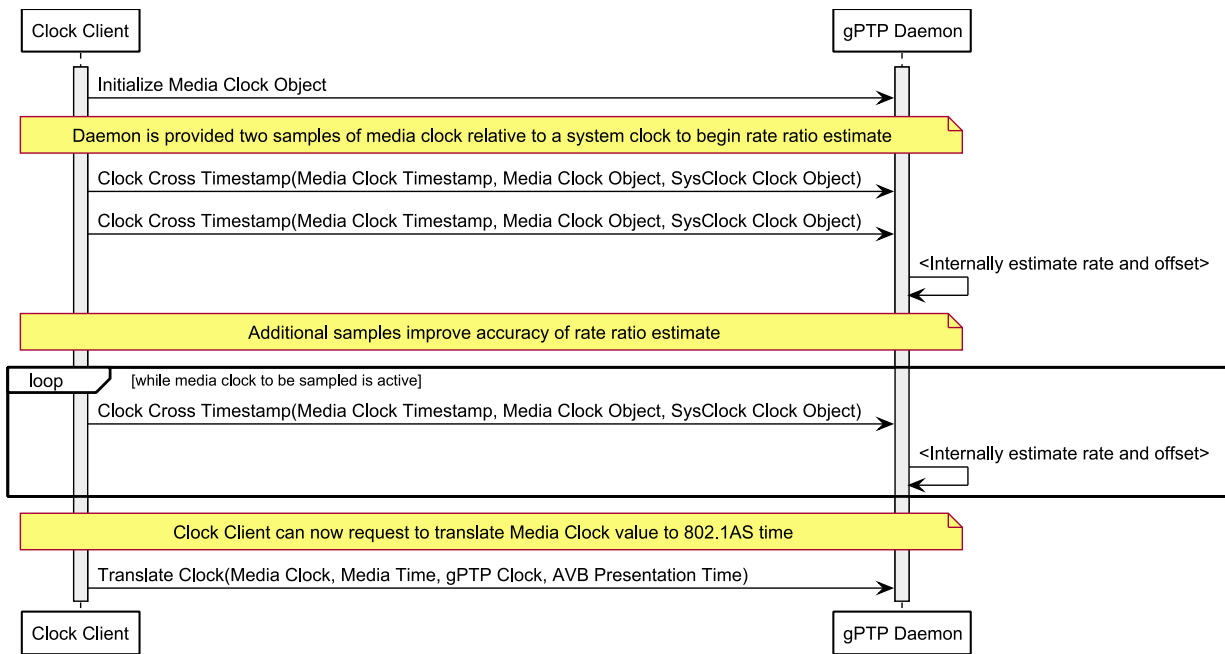 Clock Client
gPTP Daemon
Initialize Media Clock Object
Daemon is provided two samples of media clock relative to a system clock to begin rate ratio estimate
Clock Cross Timestamp(Media Clock Timestamp, Media Clock Object, SysClock Clock Object)
Clock Cross Timestamp(Media Clock Timestamp, Media Clock Object, SysClock Clock Object)
<Internally estimate rate and offset>
Additional samples improve accuracy of rate ratio estimate
loop
[while media clock to be sampled is active]
Clock Cross Timestamp(Media Clock Timestamp, Media Clock Object, SysClock Clock Object)
<Internally estimate rate and offset>
Clock Client can now request to translate Media Clock value to 802.1AS time
Translate Clock(Media Clock, Media Time, gPTP Clock, AVB Presentation Time)
Clock Client
gPTP Daemon